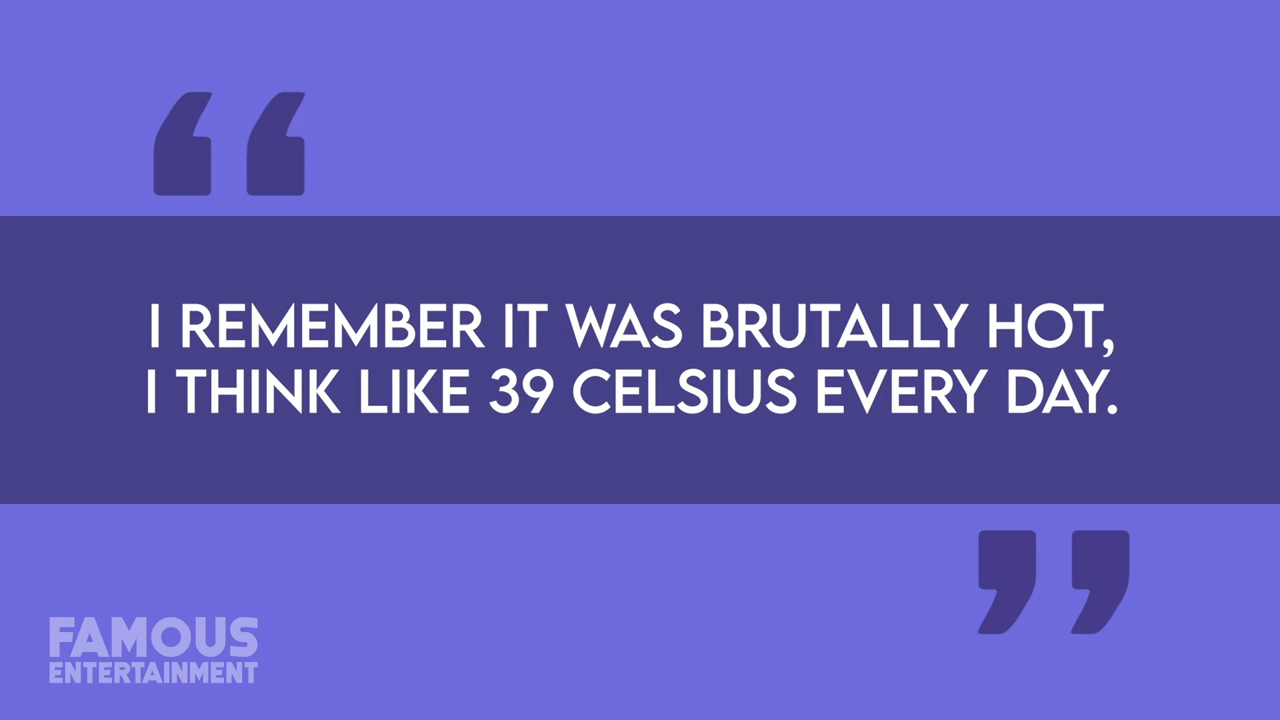 “
I REMEMBER IT WAS BRUTALLY HOT,
I THINK LIKE 39 CELSIUS EVERY DAY.
”
FAMOUS
ENTERTAINMENT